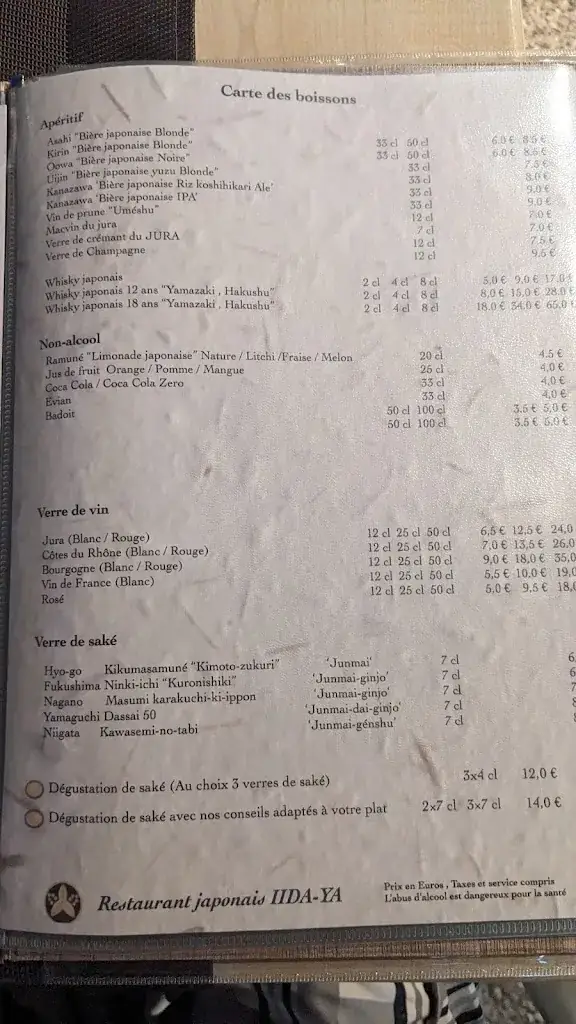 Carte des boissons
Apéritif
Asahi "Bière japonaise Blonde" 33 cl 50 cl 6.0 € 8.5 €
Kirin "Bière japonaise Blonde" 33 cl 50 cl 6.0 € 8.5 €
Oowa "Bière japonaise Noire" 33 cl 7.5 €
Uijin "Bière japonaise yuzu Blonde" 33 cl 8.0 €
Kanazawa 'Bière japonaise Riz koshihikari Ale' 33 cl 9.0 €
Kanazawa 'Bière japonaise IPA' 33 cl 9.0 €
Vin de prune "Uméshu" 12 cl 7.0 €
Macvin du jura 7 cl 7.0 €
Verre de crémant du JURA 12 cl 7.5 €
Verre de Champagne 12 cl 9.5 €
Whisky japonais 2 cl 4 cl 8 cl 5,0 € 9,0 € 17.0 €
Whisky japonais 12 ans "Yamazaki , Hakushu" 2 cl 4 cl 8 cl 8,0 € 15,0 € 28.0 €
Whisky japonais 18 ans "Yamazaki , Hakushu" 2 cl 4 cl 8 cl 18.0 € 34.0 € 65,0 €
Non-alcool
Ramuné "Limonade japonaise" Nature / Litchi /Fraise / Melon 20 cl 4.5 €
Jus de fruit Orange / Pomme / Mangue 25 cl 4,0 €
Coca Cola / Coca Cola Zero 33 cl 4,0 €
Evian 33 cl 4,0 €
Badoit 50 cl 100 cl 3.5 € 5,0 €
50 cl 100 cl 3.5 € 5.0 €
Verre de vin
Jura (Blanc / Rouge) 12 cl 25 cl 50 cl 6,5 € 12,5 € 24,0
Côtes du Rhône (Blanc / Rouge) 12 cl 25 cl 50 cl 7,0 € 13,5 € 26,0
Bourgogne (Blanc / Rouge) 12 cl 25 cl 50 cl 9,0 € 18,0 € 35,0
Vin de France (Blanc) 12 cl 25 cl 50 cl 5,5 € 10,0 € 19,0
Rosé 12 cl 25 cl 50 cl 5,0 € 9,5 € 18,0
Verre de saké
Hyo-go Kikumasamuné "Kimoto-zukuri" 'Junmai' 7 cl 6
Fukushima Ninki-ichi "Kuronishiki" 'Junmai-ginjo' 7 cl 6
Nagano Masumi karakuchi-ki-ippon 'Junmai-ginjo' 7 cl 7
Yamaguchi Dassai 50 'Junmai-dai-ginjo' 7 cl
Niigata Kawasemi-no-tabi 'Junmai-génshu' 7 cl
Dégustation de saké (Au choix 3 verres de saké) 3x4 cl 12,0 €
Dégustation de saké avec nos conseils adaptés à votre plat 2x7 cl 3x7 cl 14,0 €
Restaurant japonais IIDA-YA
Prix en Euros , Taxes et service compris
L'abus d'alcool est dangereux pour la santé